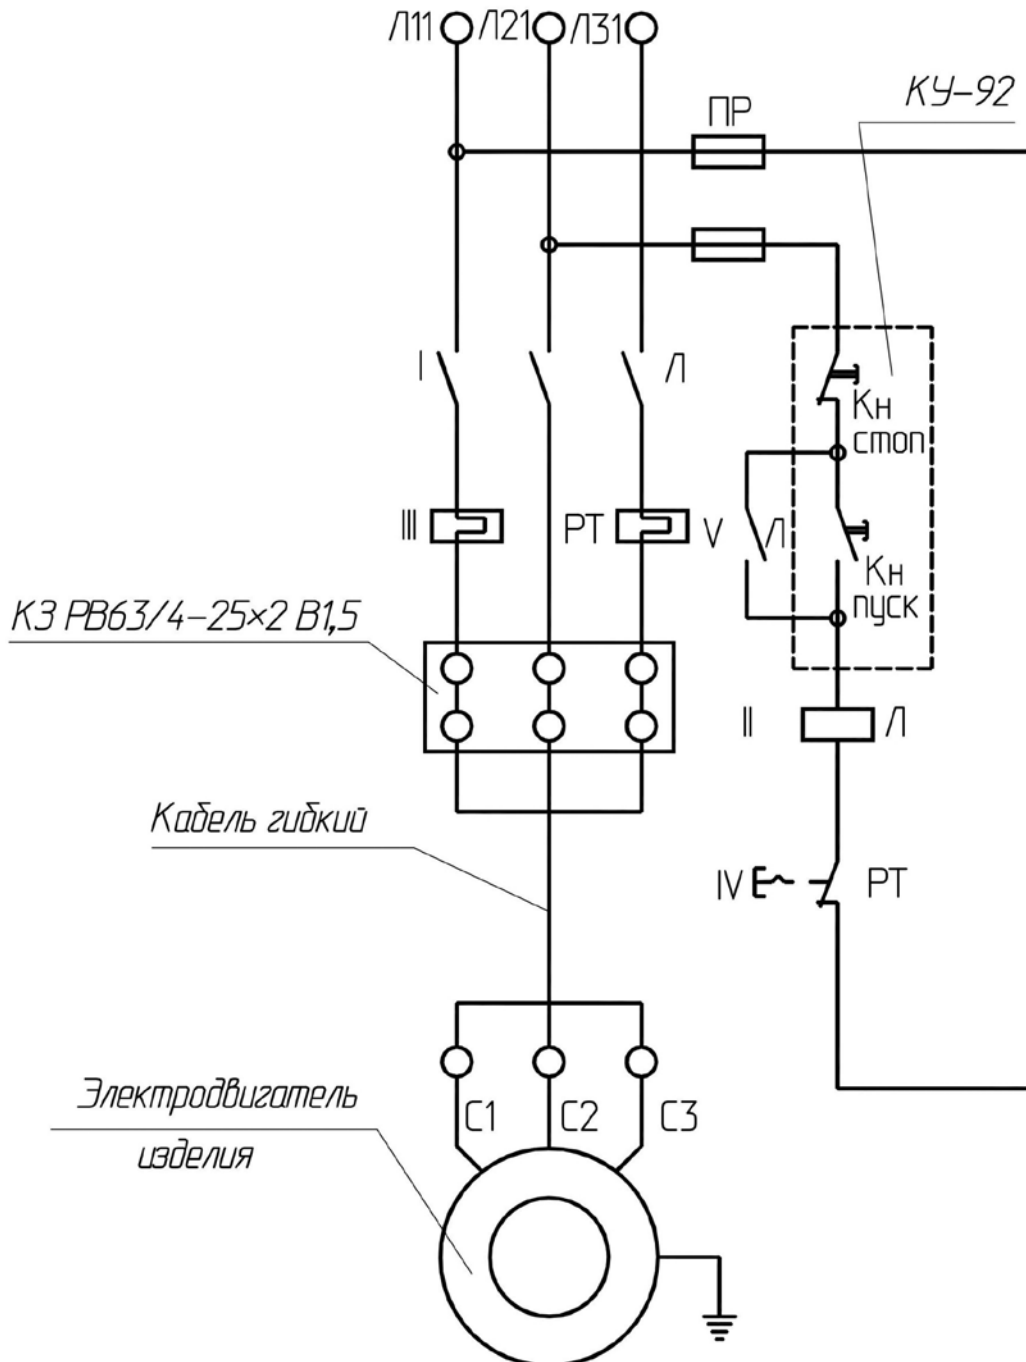 Л11 Л21 Л31
ПР
КУ-92
I
Л
Кн
стоп
III
РТ
V
Л
Кн
пуск
КЗ РВ63/4-25×2 В1,5
II
Л
Кабель гибкий
IV
РТ
Электродвигатель
изделия
С1
С2
С3